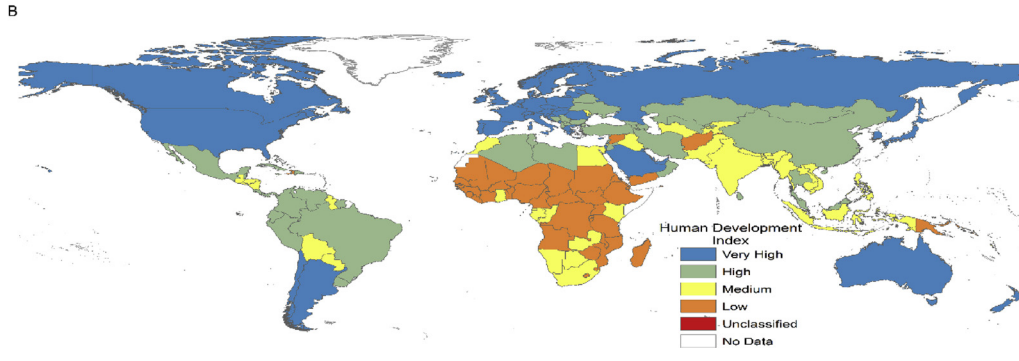 B
Human Development
Index
Very High
High
Medium
Low
Unclassified
No Data